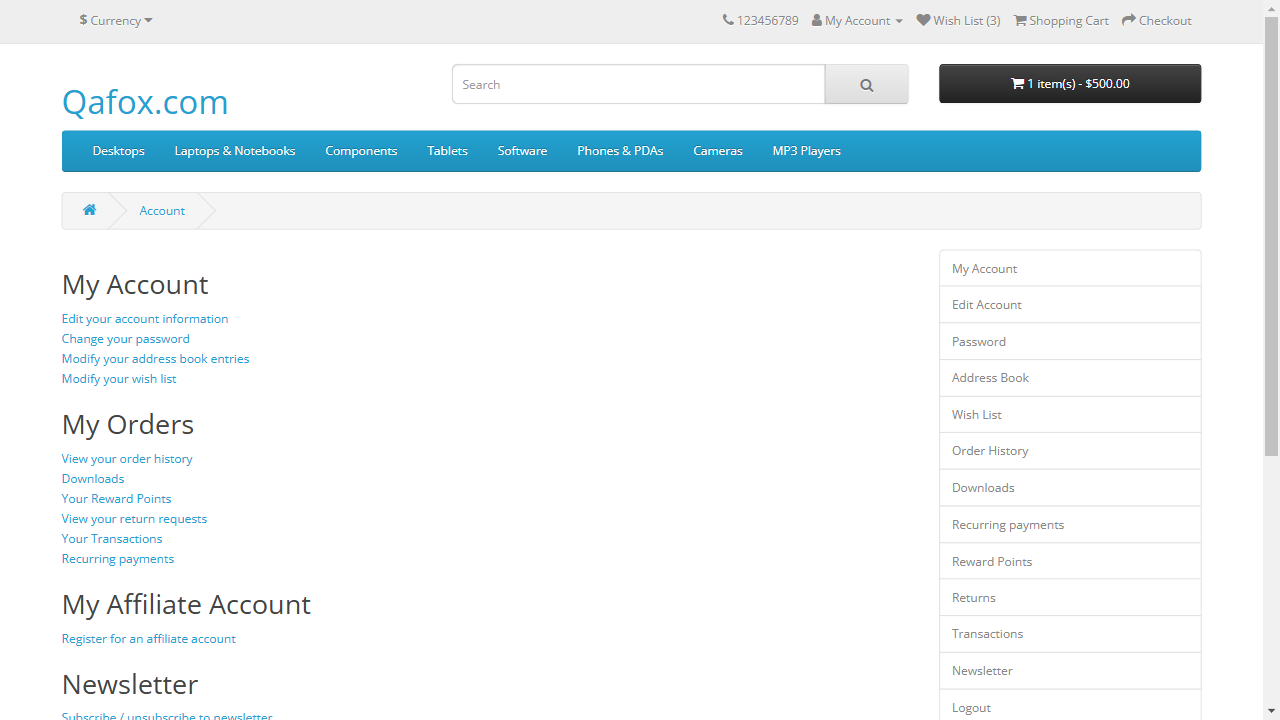 $ Currency
123456789 My Account Wish List (3) Shopping Cart Checkout
Qafox.com
Search
1 item(s) - $500.00
Desktops Laptops & Notebooks Components Tablets Software Phones & PDAs Cameras MP3 Players
Account
My Account
Edit your account information
Change your password
Modify your address book entries
Modify your wish list
My Orders
View your order history
Downloads
Your Reward Points
View your return requests
Your Transactions
Recurring payments
My Affiliate Account
Register for an affiliate account
Newsletter
Subscribe / unsubscribe to newsletter
My Account
Edit Account
Password
Address Book
Wish List
Order History
Downloads
Recurring payments
Reward Points
Returns
Transactions
Newsletter
Logout